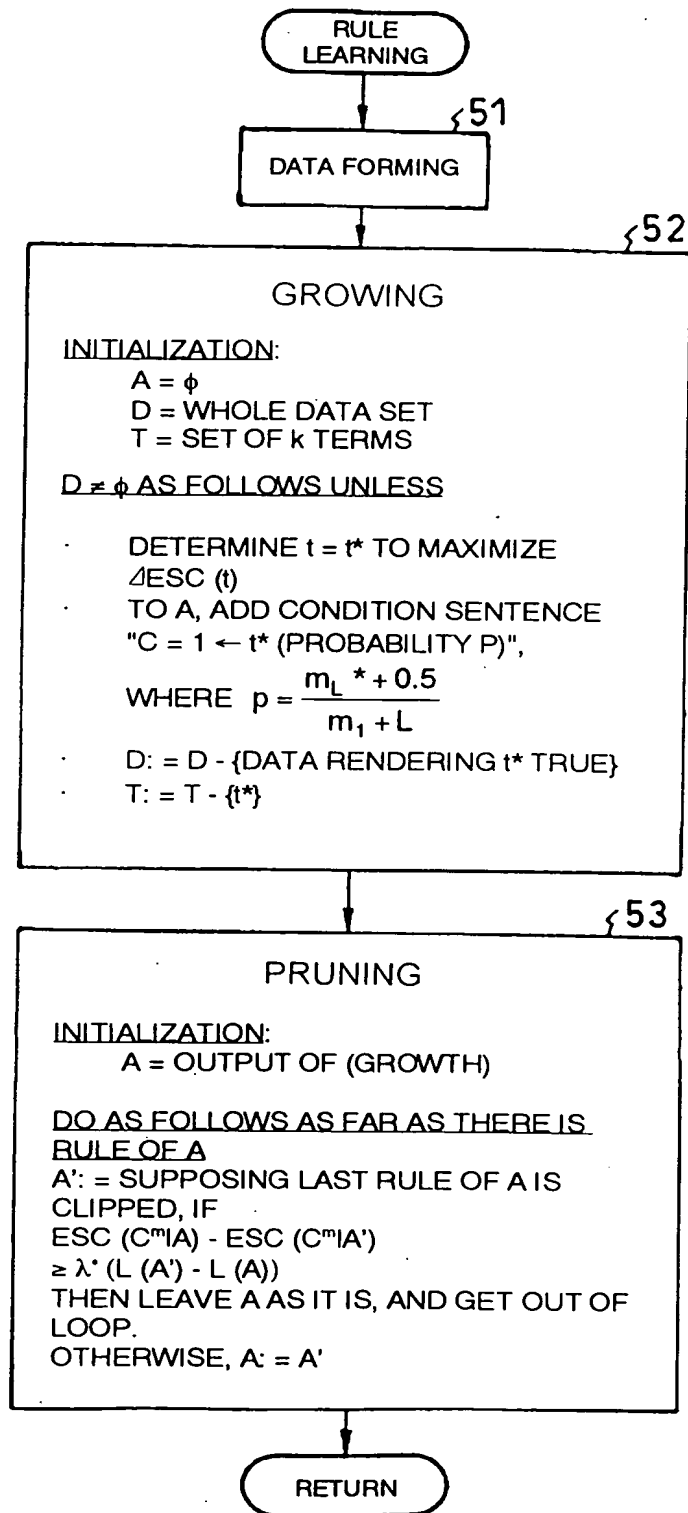 RULE
LEARNING
51
DATA FORMING
52
GROWING
INITIALIZATION:
A = ϕ
D = WHOLE DATA SET
T = SET OF k TERMS
D ≠ ϕ AS FOLLOWS UNLESS
· DETERMINE t = t* TO MAXIMIZE
ΔESC (t)
· TO A, ADD CONDITION SENTENCE
"C = 1 ← t* (PROBABILITY P)",
WHERE p = (m_L * + 0.5) / (m₁ + L)
· D: = D - {DATA RENDERING t* TRUE}
· T: = T - {t*}
53
PRUNING
INITIALIZATION:
A = OUTPUT OF (GROWTH)
DO AS FOLLOWS AS FAR AS THERE IS
RULE OF A
A': = SUPPOSING LAST RULE OF A IS
CLIPPED, IF
ESC (Cᵐ|A) - ESC (Cᵐ|A')
≥ λ* (L (A') - L (A))
THEN LEAVE A AS IT IS, AND GET OUT OF
LOOP.
OTHERWISE, A: = A'
RETURN